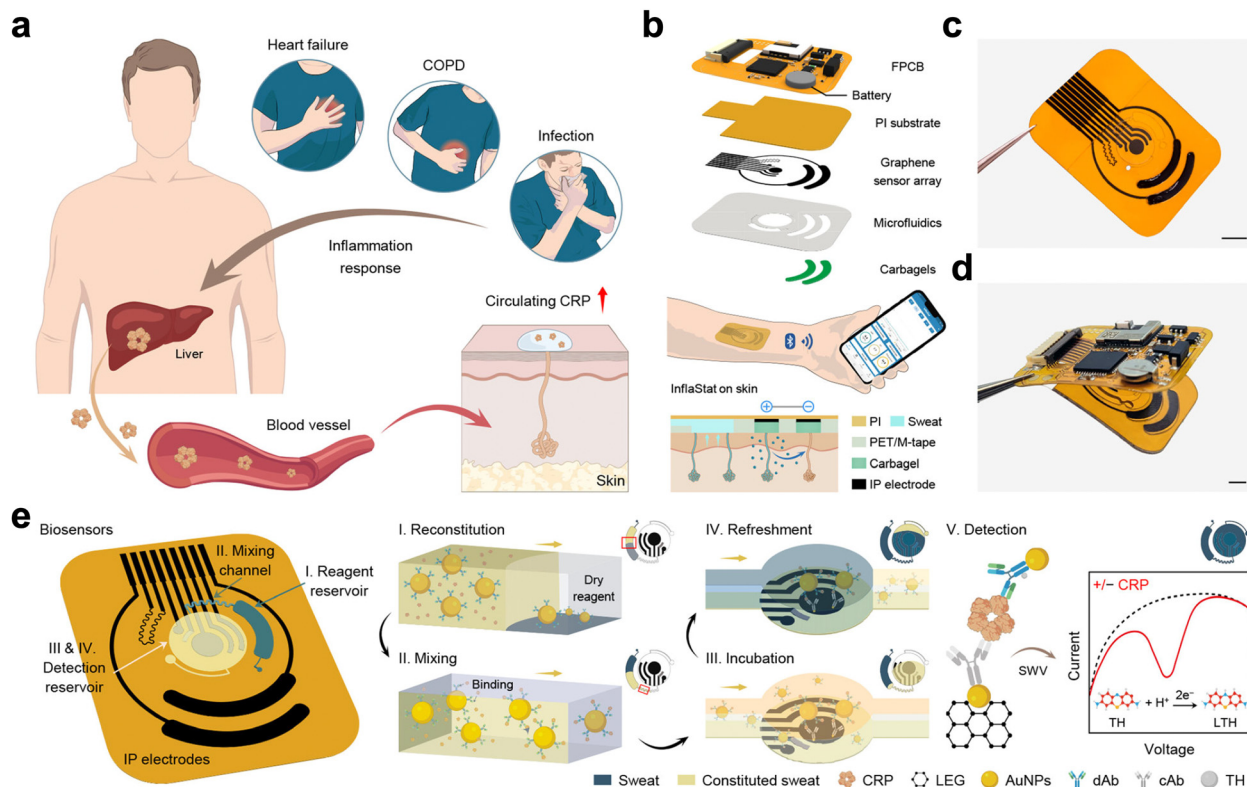 a
Heart failure
COPD
Infection
Inflammation
response
Circulating CRP
Liver
Blood vessel
Skin
b
FPCB
Battery
PI substrate
Graphene
sensor array
Microfluidics
Carbagels
InflaStat on skin
PI
Sweat
PET/M-tape
Carbagel
IP electrode
c
d
e
Biosensors
II. Mixing
channel
I. Reagent
reservoir
III & IV.
Detection
reservoir
IP electrodes
I. Reconstitution
Dry
reagent
II. Mixing
Binding
IV. Refreshment
III. Incubation
V. Detection
SWV
+/− CRP
Current
TH
+ H⁺
2e⁻
LTH
Voltage
Sweat
Constituted sweat
CRP
LEG
AuNPs
dAb
cAb
TH